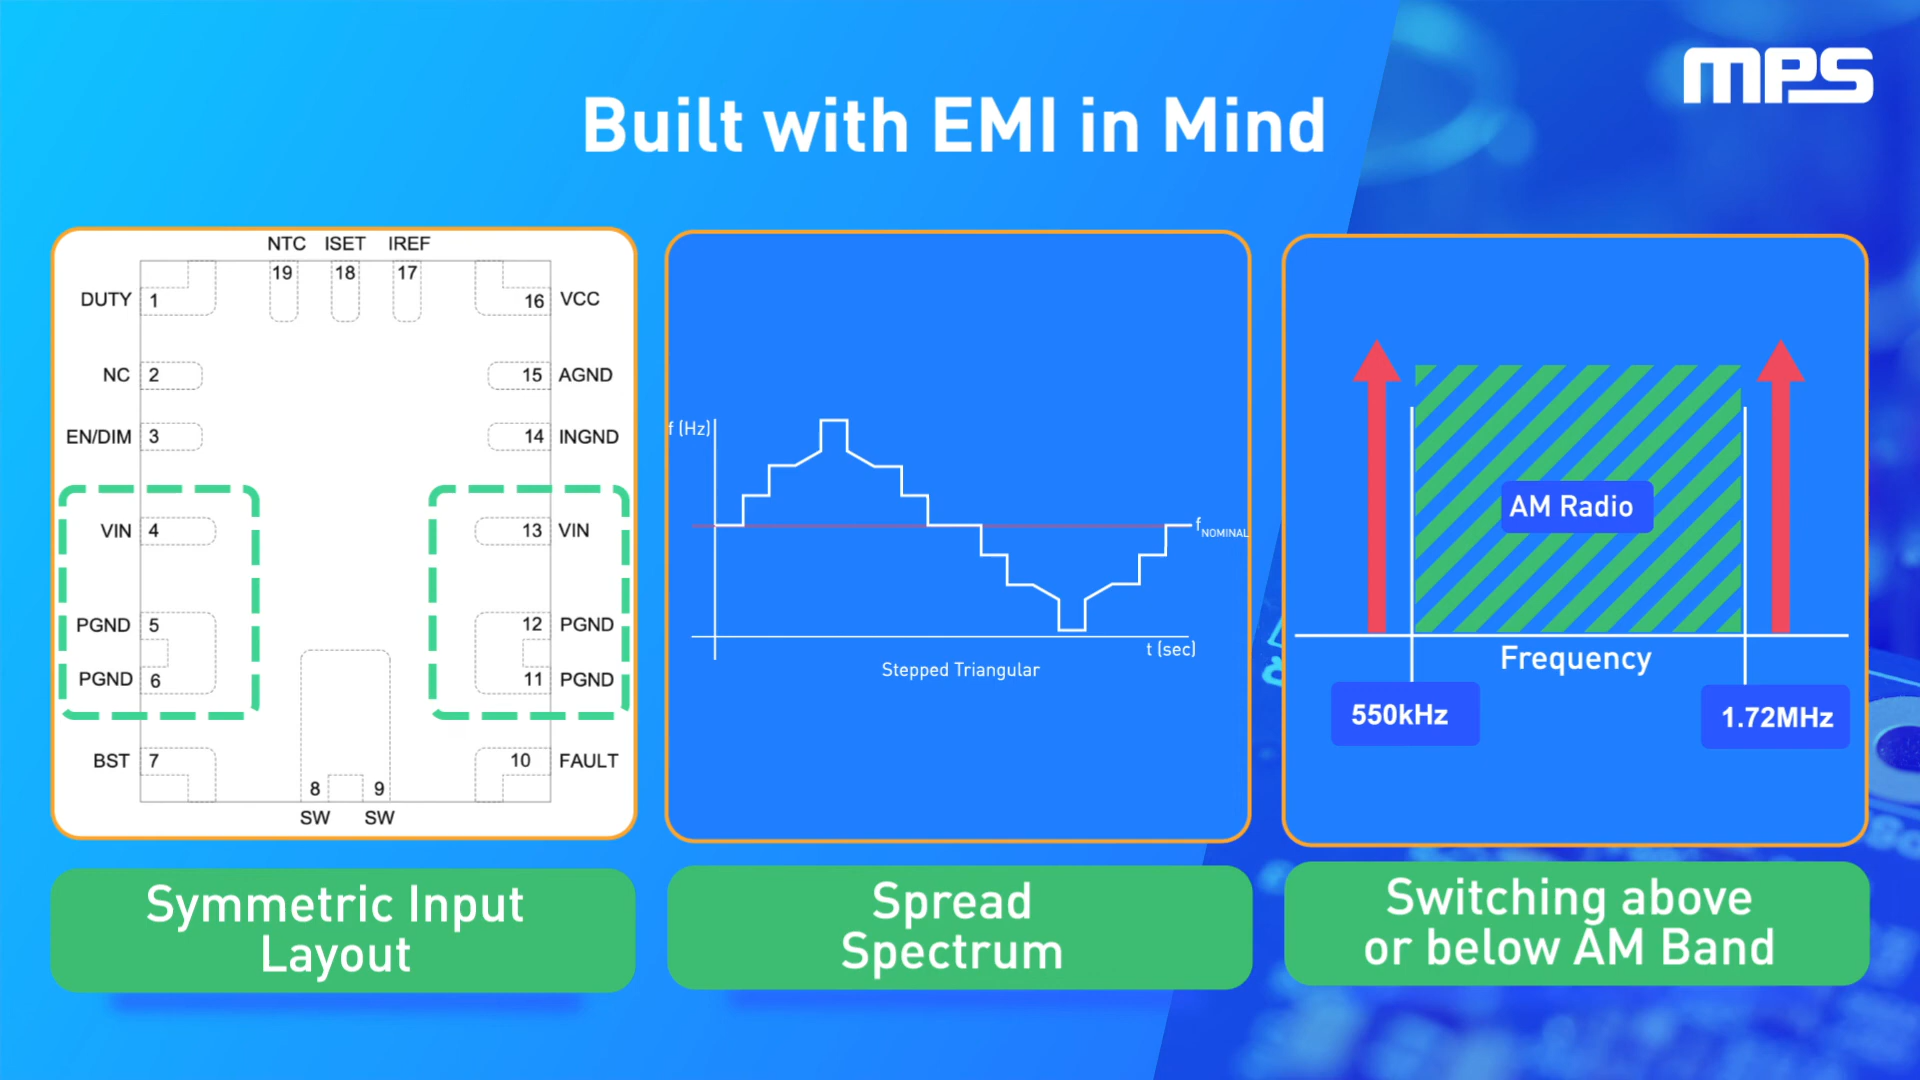 MPS
Built with EMI in Mind
NTC ISET IREF
19 18 17
DUTY 1 16 VCC
NC 2 15 AGND
EN/DIM 3 14 INGND
VIN 4 13 VIN
PGND 5 12 PGND
PGND 6 11 PGND
BST 7 10 FAULT
8 9
SW SW
Symmetric Input
Layout
f (Hz)
fNOMINAL
t (sec)
Stepped Triangular
Spread
Spectrum
AM Radio
Frequency
550kHz
1.72MHz
Switching above
or below AM Band